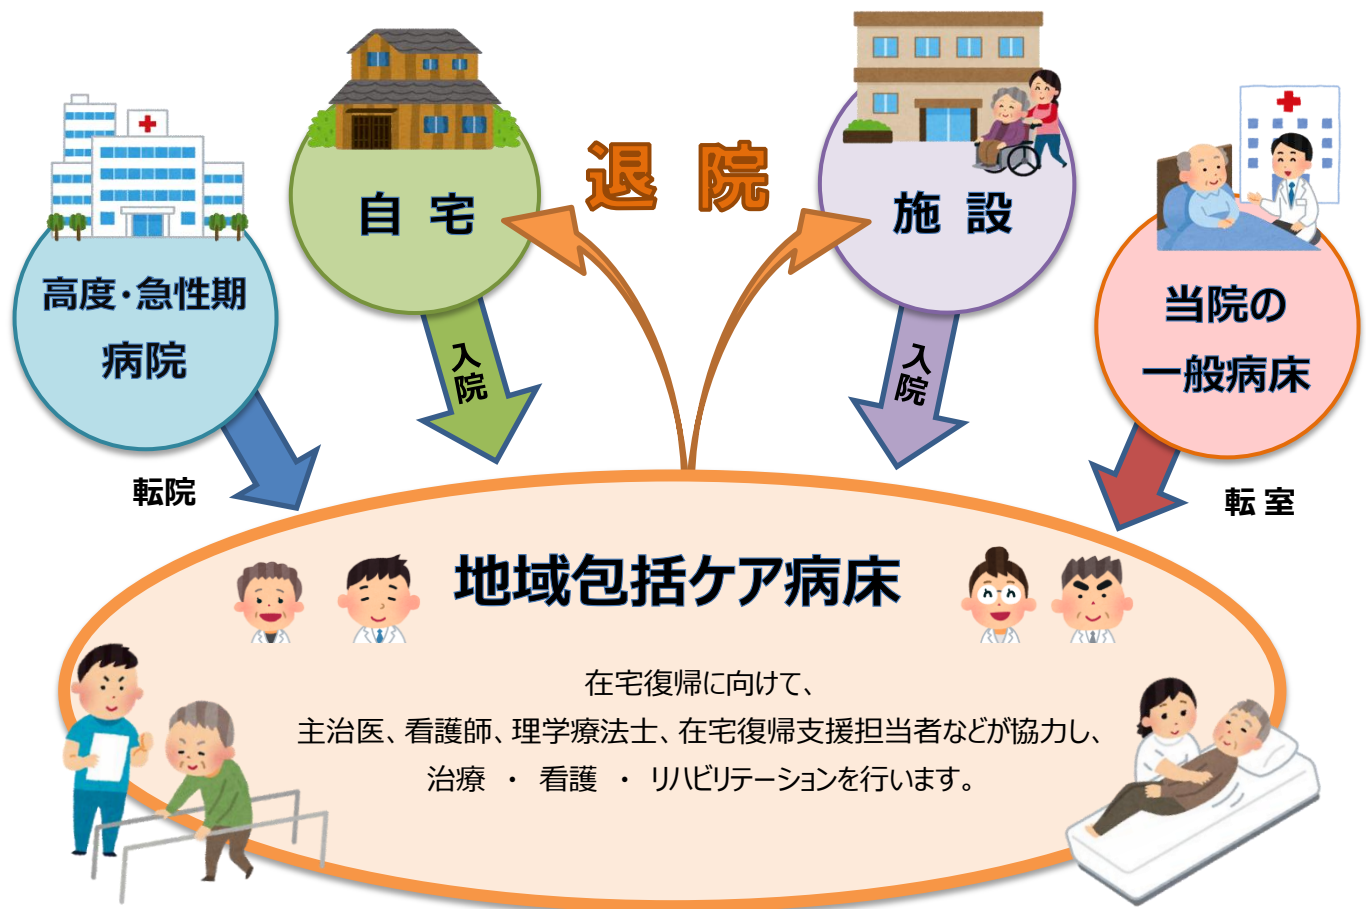 退 院
自 宅
施 設
高度・急性期
病院
当院の
一般病床
入院
入院
転院
転 室
地域包括ケア病床
在宅復帰に向けて、
主治医、看護師、理学療法士、在宅復帰支援担当者などが協力し、
治療 ・ 看護 ・ リハビリテーションを行います。